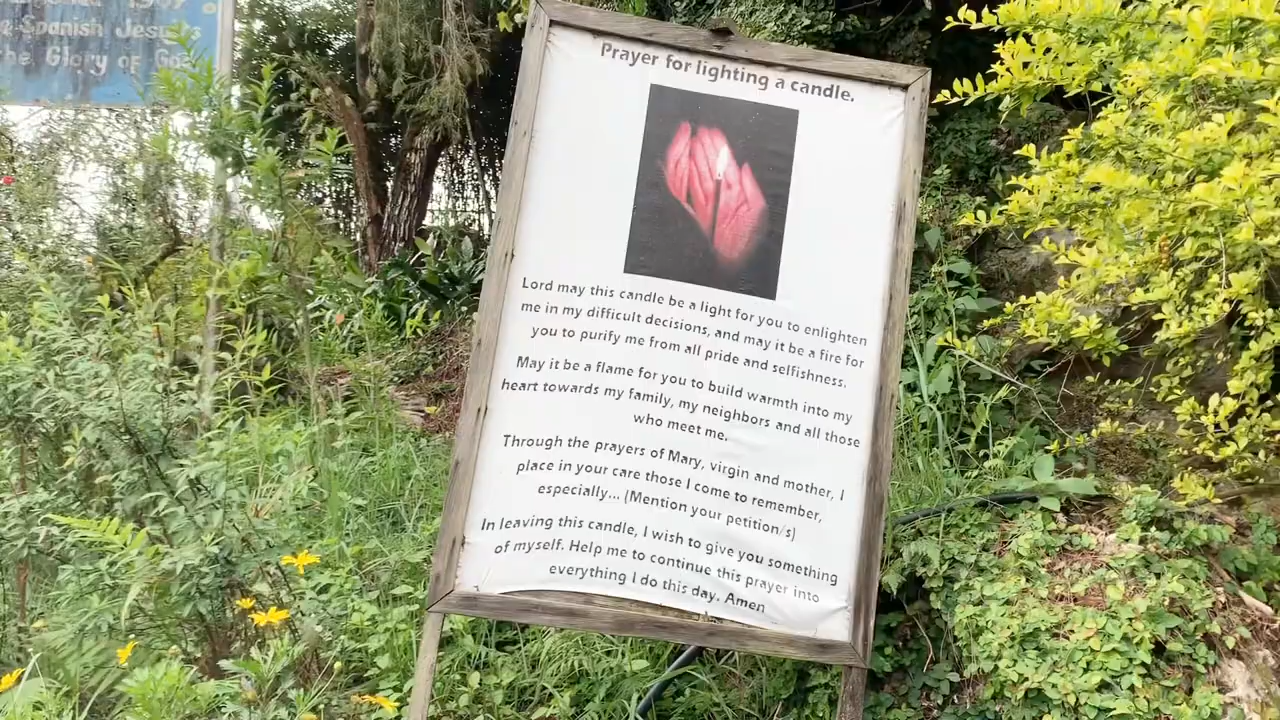 Spanish Jesuits
the Glory of God
Prayer for lighting a candle.
Lord may this candle be a light for you to enlighten
me in my difficult decisions, and may it be a fire for
you to purify me from all pride and selfishness.
May it be a flame for you to build warmth into my
heart towards my family, my neighbors and all those
who meet me.
Through the prayers of Mary, virgin and mother, I
place in your care those I come to remember,
especially... (Mention your petition/s)
In leaving this candle, I wish to give you something
of myself. Help me to continue this prayer into
everything I do this day. Amen